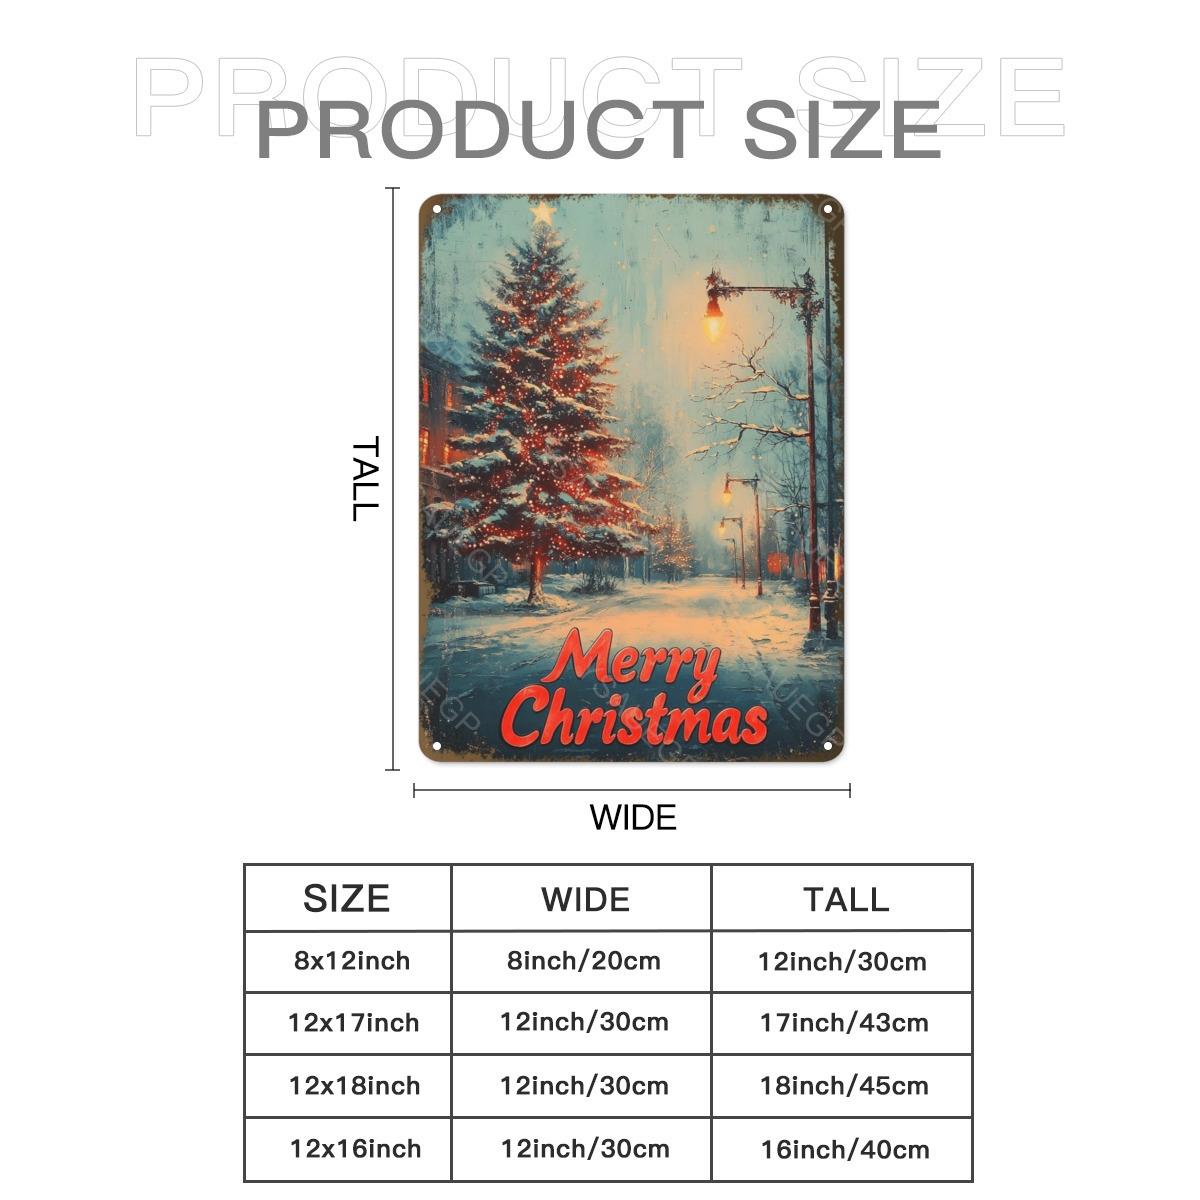 PRODUCT SIZE
PRODUCT SIZE
TALL
Merry
Christmas
WIDE
SIZE WIDE TALL
8x12inch 8inch/20cm 12inch/30cm
12x17inch 12inch/30cm 17inch/43cm
12x18inch 12inch/30cm 18inch/45cm
12x16inch 12inch/30cm 16inch/40cm